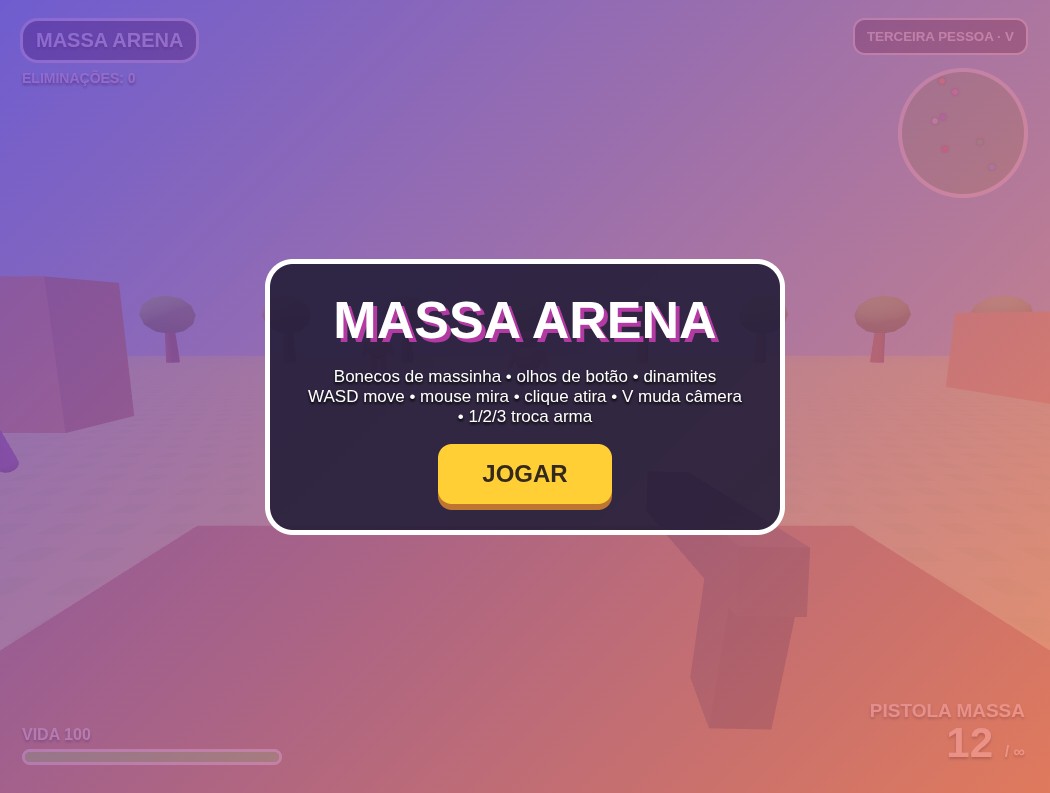 MASSA ARENA
TERCEIRA PESSOA · V
ELIMINAÇÕES: 0
MASSA ARENA
Bonecos de massinha • olhos de botão • dinamites
WASD move • mouse mira • clique atira • V muda câmera
• 1/2/3 troca arma
JOGAR
VIDA 100
PISTOLA MASSA
12 / ∞